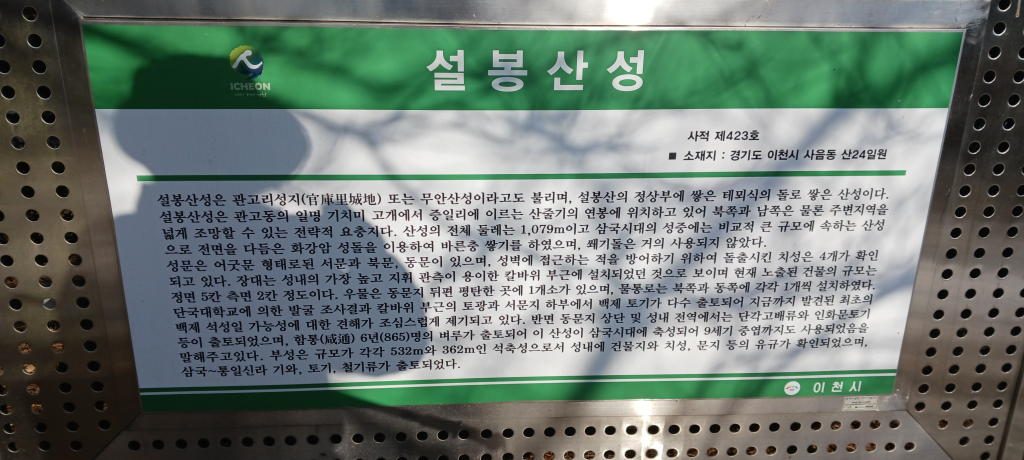 ICHEON
설봉산성
사적 제423호
■ 소재지 : 경기도 이천시 사음동 산24일원
설봉산성은 관고리성지(官庫里城地) 또는 무안산성이라고도 불리며, 설봉산의 정상부에 쌓은 테뫼식의 돌로 쌓은 산성이다.
설봉산성은 관고동의 일명 기치미 고개에서 중일리에 이르는 산줄기의 연봉에 위치하고 있어 북쪽과 남쪽은 물론 주변지역을
넓게 조망할 수 있는 전략적 요충지다. 산성의 전체 둘레는 1,079m이고 삼국시대의 성중에는 비교적 큰 규모에 속하는 산성
으로 전면을 다듬은 화강암 성돌을 이용하여 바른층 쌓기를 하였으며, 쐐기돌은 거의 사용되지 않았다.
성문은 어긋문 형태로된 서문과 북문, 동문이 있으며, 성벽에 접근하는 적을 방어하기 위하여 돌출시킨 치성은 4개가 확인
되고 있다. 장대는 성내의 가장 높고 지휘 관측이 용이한 칼바위 부근에 설치되었던 것으로 보이며 현재 노출된 건물의 규모는
정면 5칸 측면 2칸 정도이다. 우물은 동문지 뒤편 평탄한 곳에 1개소가 있으며, 물통로는 북쪽과 동쪽에 각각 1개씩 설치하였다.
단국대학교에 의한 발굴 조사결과 칼바위 부근의 토광과 서문지 하부에서 백제 토기가 다수 출토되어 지금까지 발견된 최초의
백제 석성일 가능성에 대한 견해가 조심스럽게 제기되고 있다. 반면 동문지 상단 및 성내 전역에서는 단각고배류와 인화문토기
등이 출토되었으며, 함통(咸通) 6년(865)명의 벼루가 출토되어 이 산성이 삼국시대에 축성되어 9세기 중엽까지도 사용되었음을
말해주고있다. 부성은 규모가 각각 532m와 362m인 석축성으로서 성내에 건물지와 치성, 문지 등의 유규가 확인되었으며,
삼국~통일신라 기와, 토기, 철기류가 출토되었다.
이천시